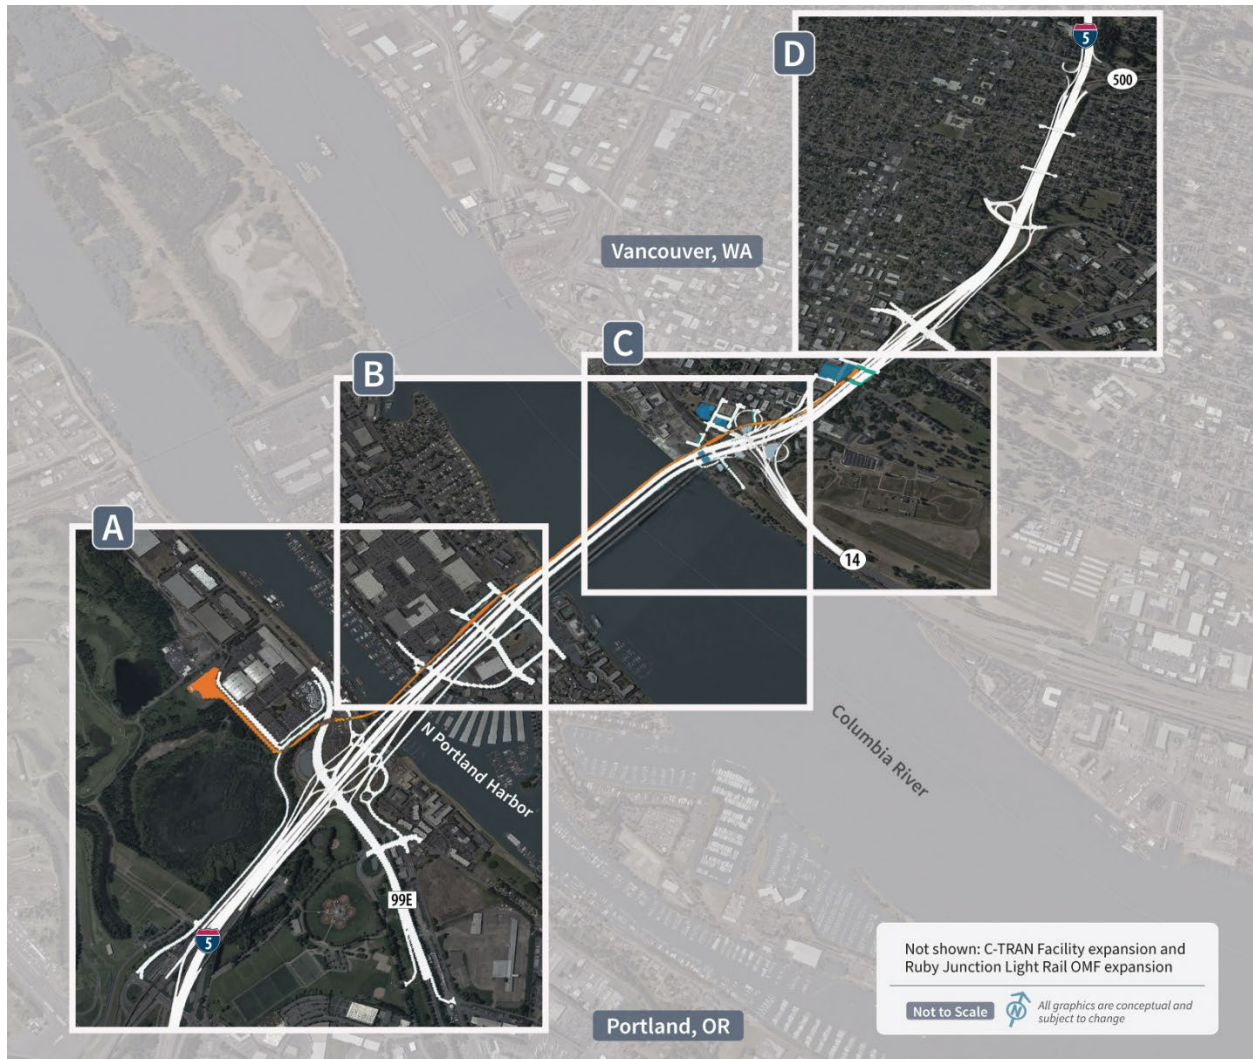 D
5
500
Vancouver, WA
C
B
A
14
N Portland Harbor
Columbia River
99E
5
Not shown: C-TRAN Facility expansion and
Ruby Junction Light Rail OMF expansion
Not to Scale
N
All graphics are conceptual and
subject to change
Portland, OR